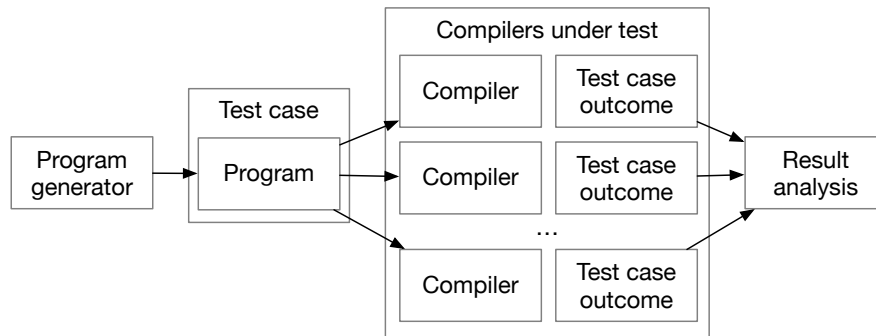 Compilers under test
Test case
Program
generator
Program
Compiler
Test case
outcome
Compiler
Test case
outcome
...
Compiler
Test case
outcome
Result
analysis